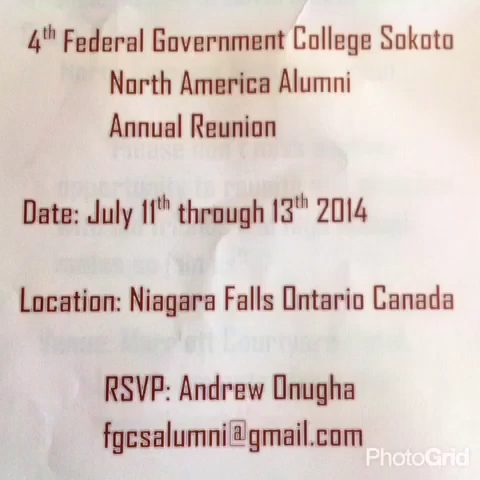 4th Federal Government College Sokoto
North America Alumni
Annual Reunion
Date: July 11th through 13th 2014
Location: Niagara Falls Ontario Canada
RSVP: Andrew Onugha
fgcsalumni@gmail.com
PhotoGrid